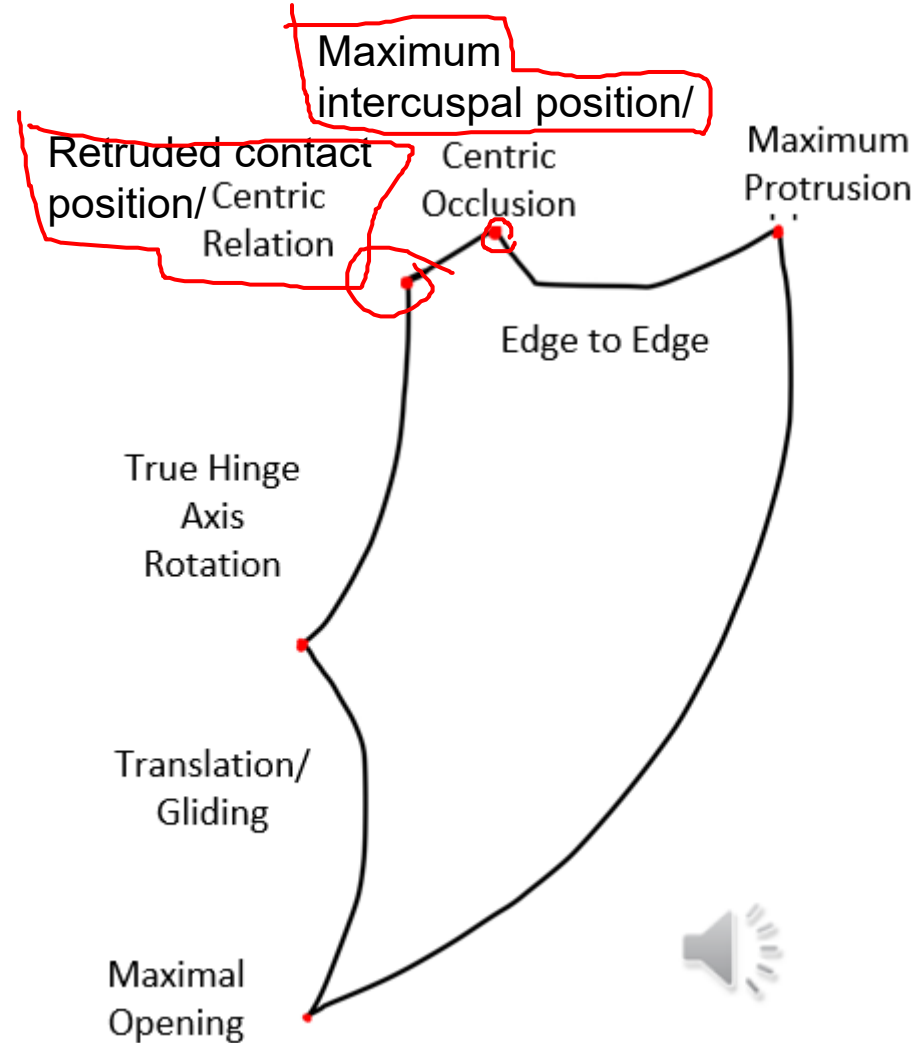 Maximum
intercuspal position/
Retruded contact
position/
Centric
Relation
Centric
Occlusion
Maximum
Protrusion
Edge to Edge
True Hinge
Axis
Rotation
Translation/
Gliding
Maximal
Opening